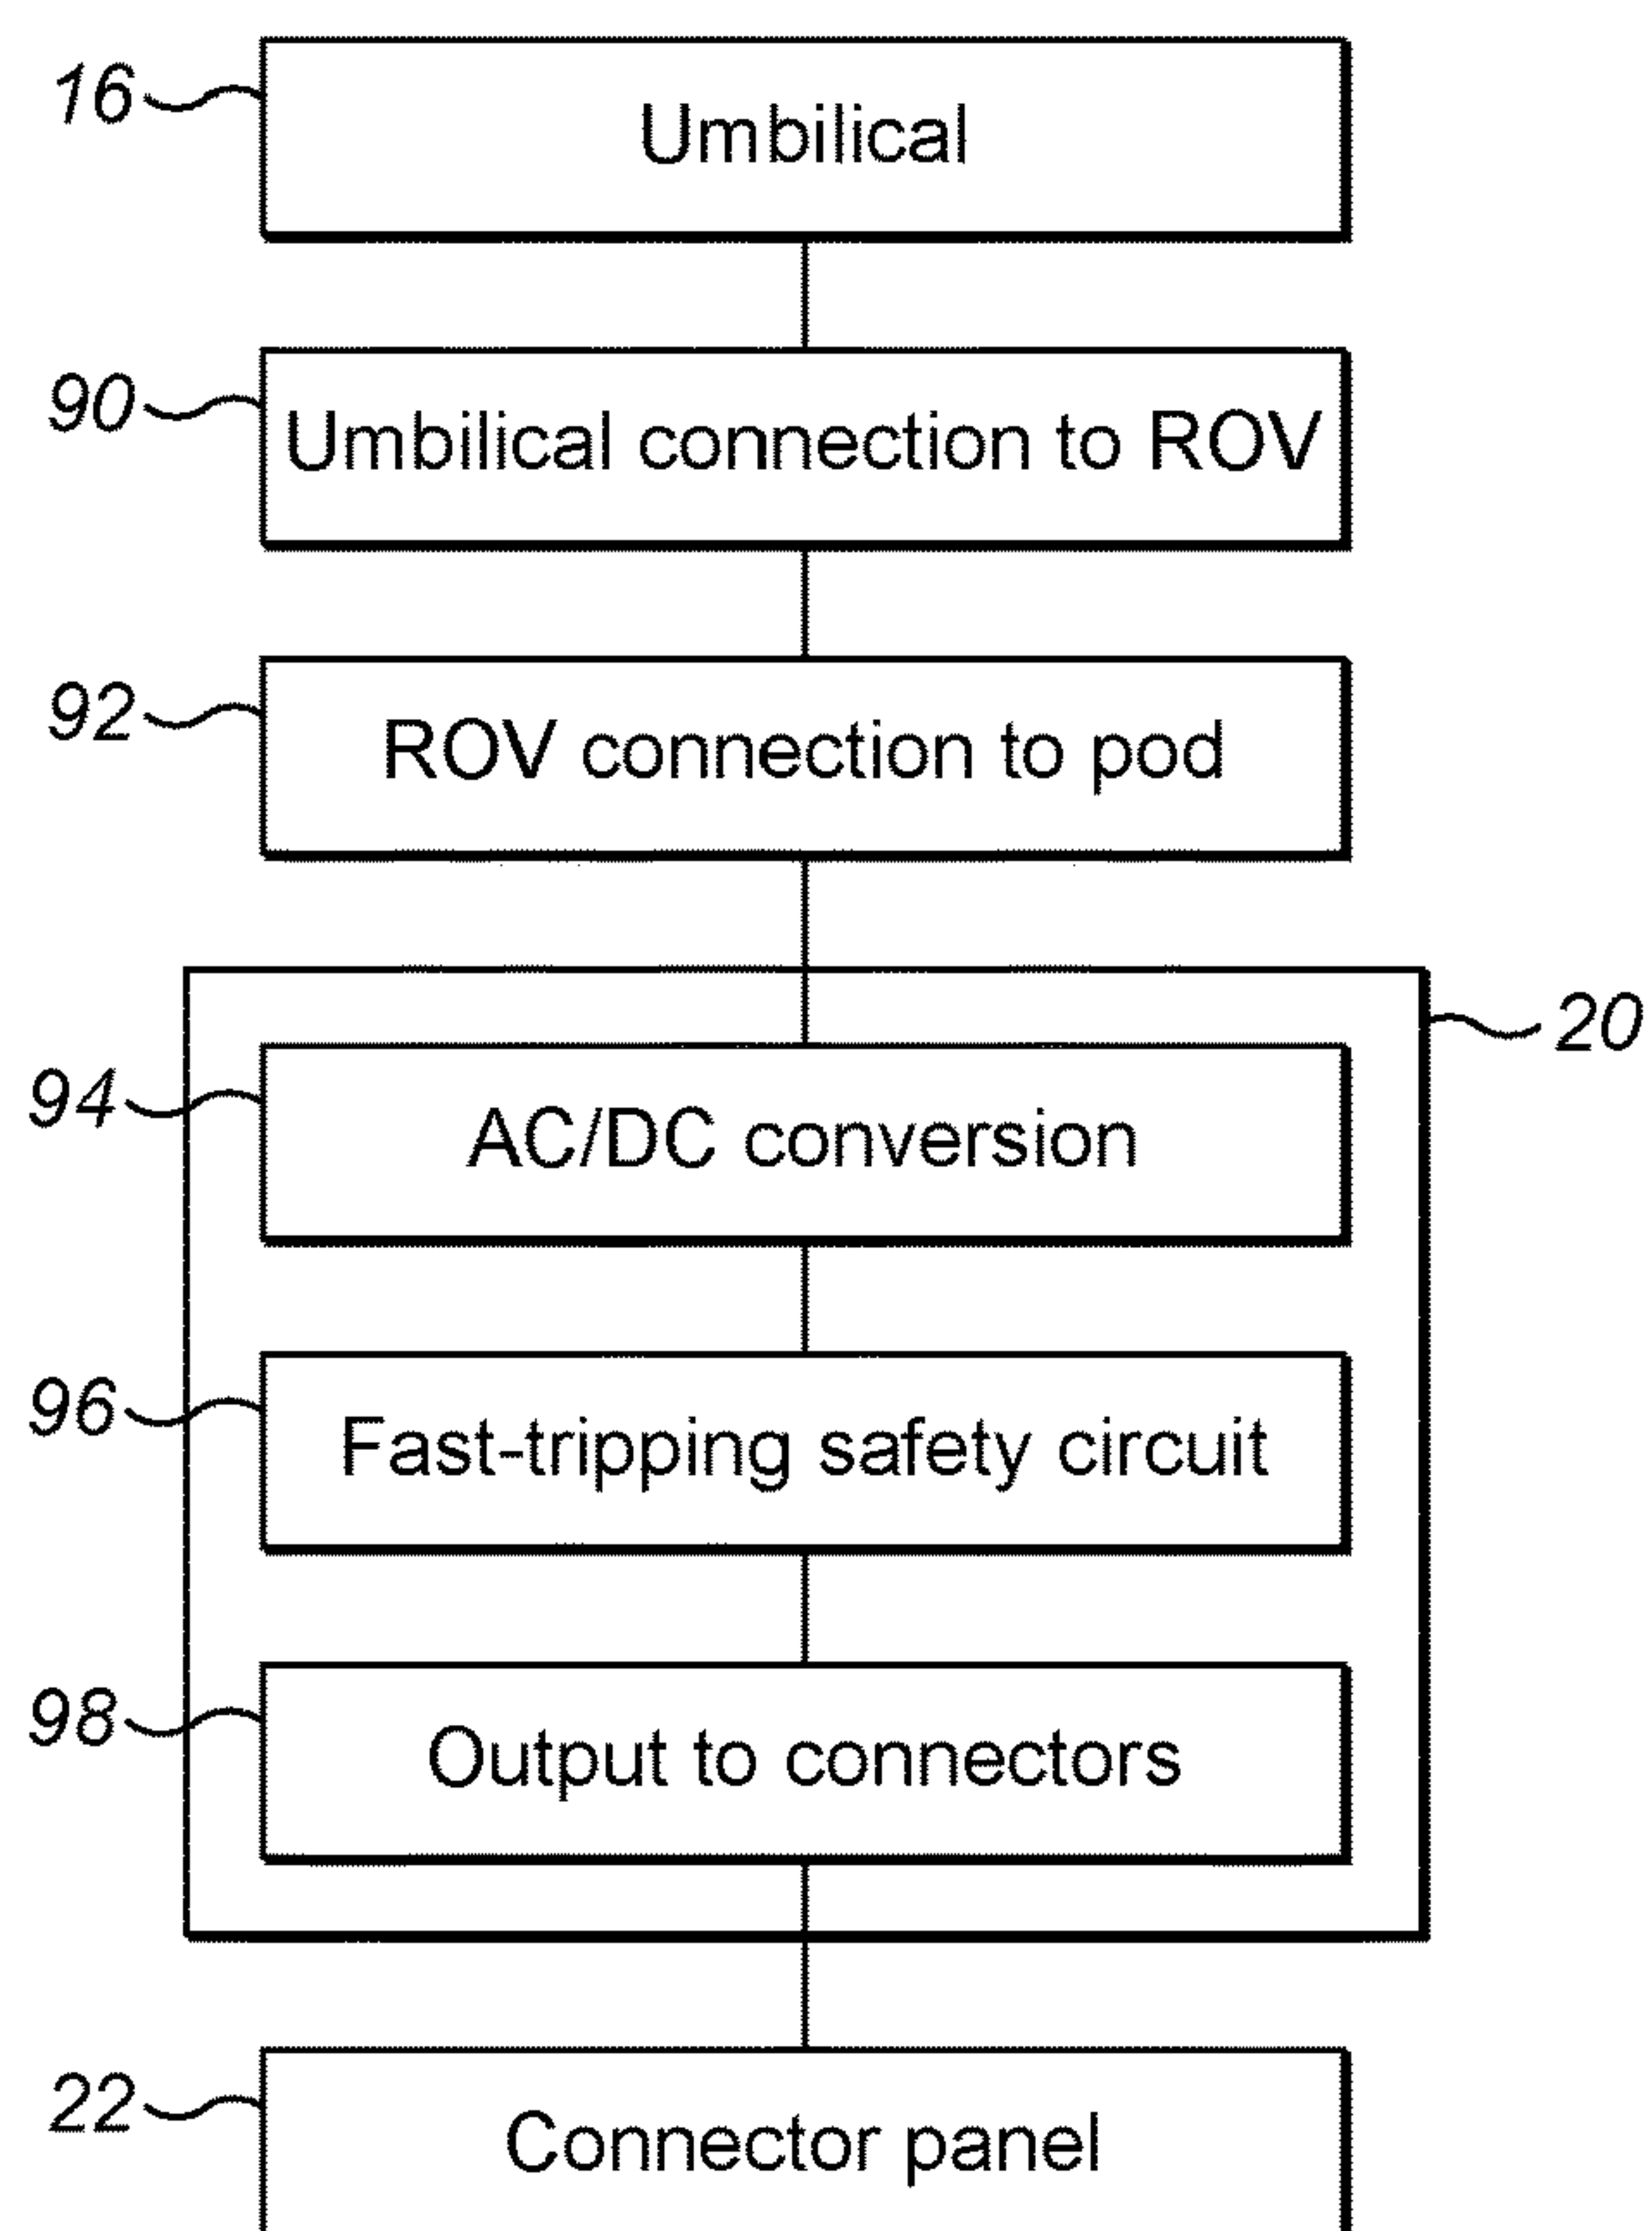 16
Umbilical
90
Umbilical connection to ROV
92
ROV connection to pod
20
94
AC/DC conversion
96
Fast-tripping safety circuit
98
Output to connectors
22
Connector panel